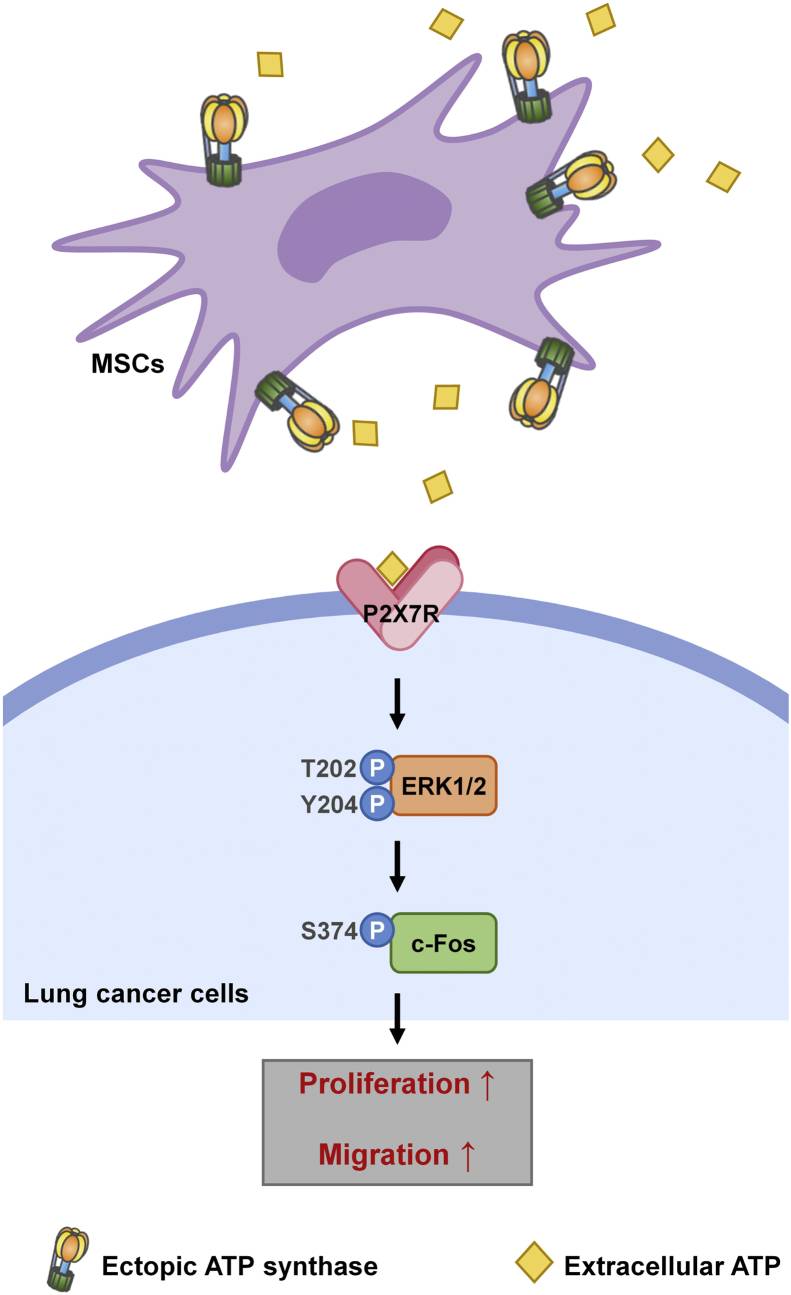 MSCs
P2X7R
T202 P ERK1/2
Y204 P
S374 P c-Fos
Lung cancer cells
Proliferation ↑
Migration ↑
Ectopic ATP synthase
Extracellular ATP